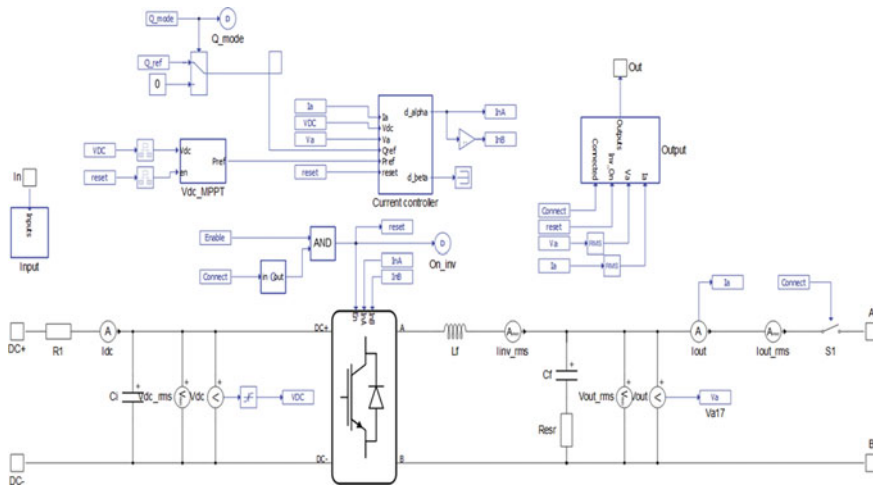 Q_mode
D
Q_mode
Q_ref
0
Out
Ia
VDC
Va
reset
Ia
Vdc
Va
Qref
Pref
reset
d_alpha
d_beta
Current controller
InA
InB
VDC
reset
Vdc
en
Pref
Vdc_MPPT
Outputs
Connected
Inv_On
Va
Ia
Output
Connect
reset
Va
RMS
Ia
RMS
In
Inputs
Input
Enable
Connect
in
out
AND
reset
D
On_inv
InA
InB
En
InA
InB
DC+
R1
A
Idc
DC+
A
Lf
Iinv_rms
Ia
A
Iout
Iout_rms
Connect
S1
A
Ci
Vdc_rms
Vdc
VDC
Cf
Resr
Vout_rms
Vout
Va
Va17
DC-
DC-
B
B